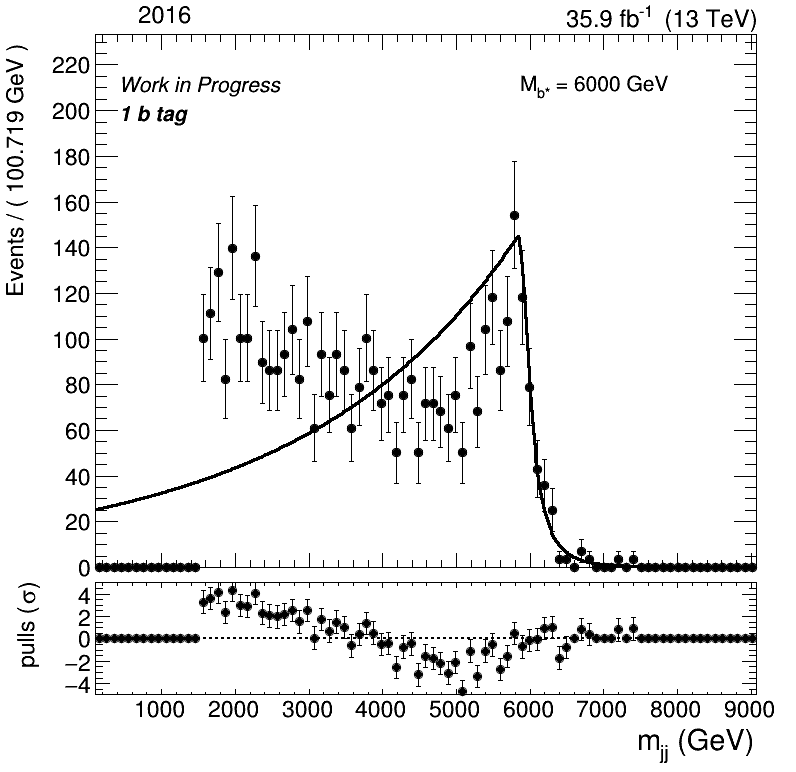 2016 35.9 fb⁻¹ (13 TeV)
Events / ( 100.719 GeV )
220
200
180
160
140
120
100
80
60
40
20
0
Work in Progress
1 b tag
M_b* = 6000 GeV
pulls (σ)
4
2
0
−2
−4
1000 2000 3000 4000 5000 6000 7000 8000 9000
m_jj (GeV)